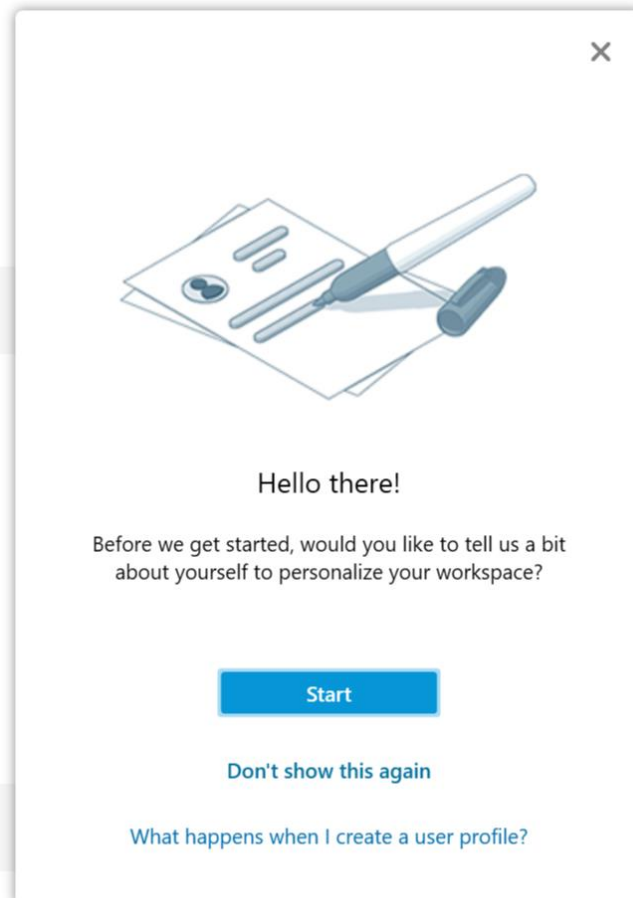 Hello there!
Before we get started, would you like to tell us a bit
about yourself to personalize your workspace?
Start
Don't show this again
What happens when I create a user profile?